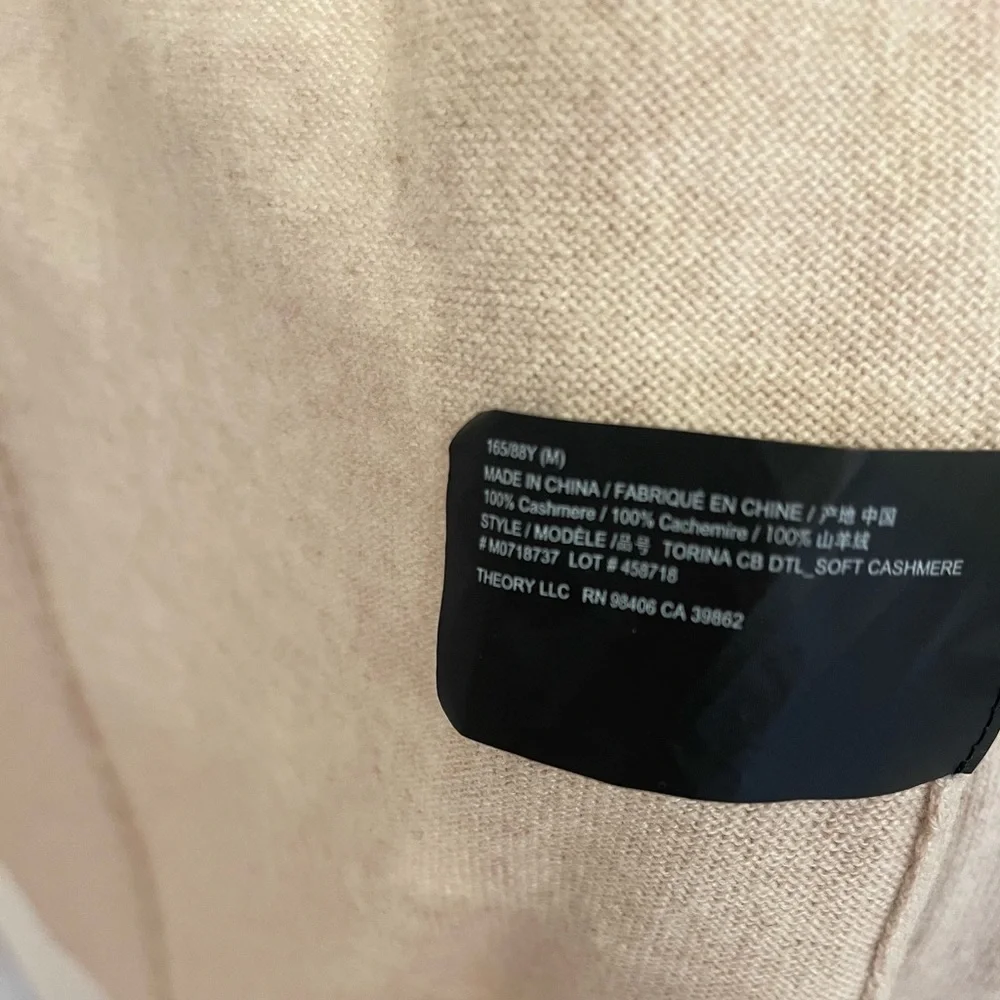 165/88Y (M)
MADE IN CHINA / FABRIQUÉ EN CHINE / 产地 中国
100% Cashmere / 100% Cachemire / 100% 山羊绒
STYLE / MODÈLE /品号 TORINA CB DTL_SOFT CASHMERE
# M0718737 LOT # 458718
THEORY LLC RN 98406 CA 39862